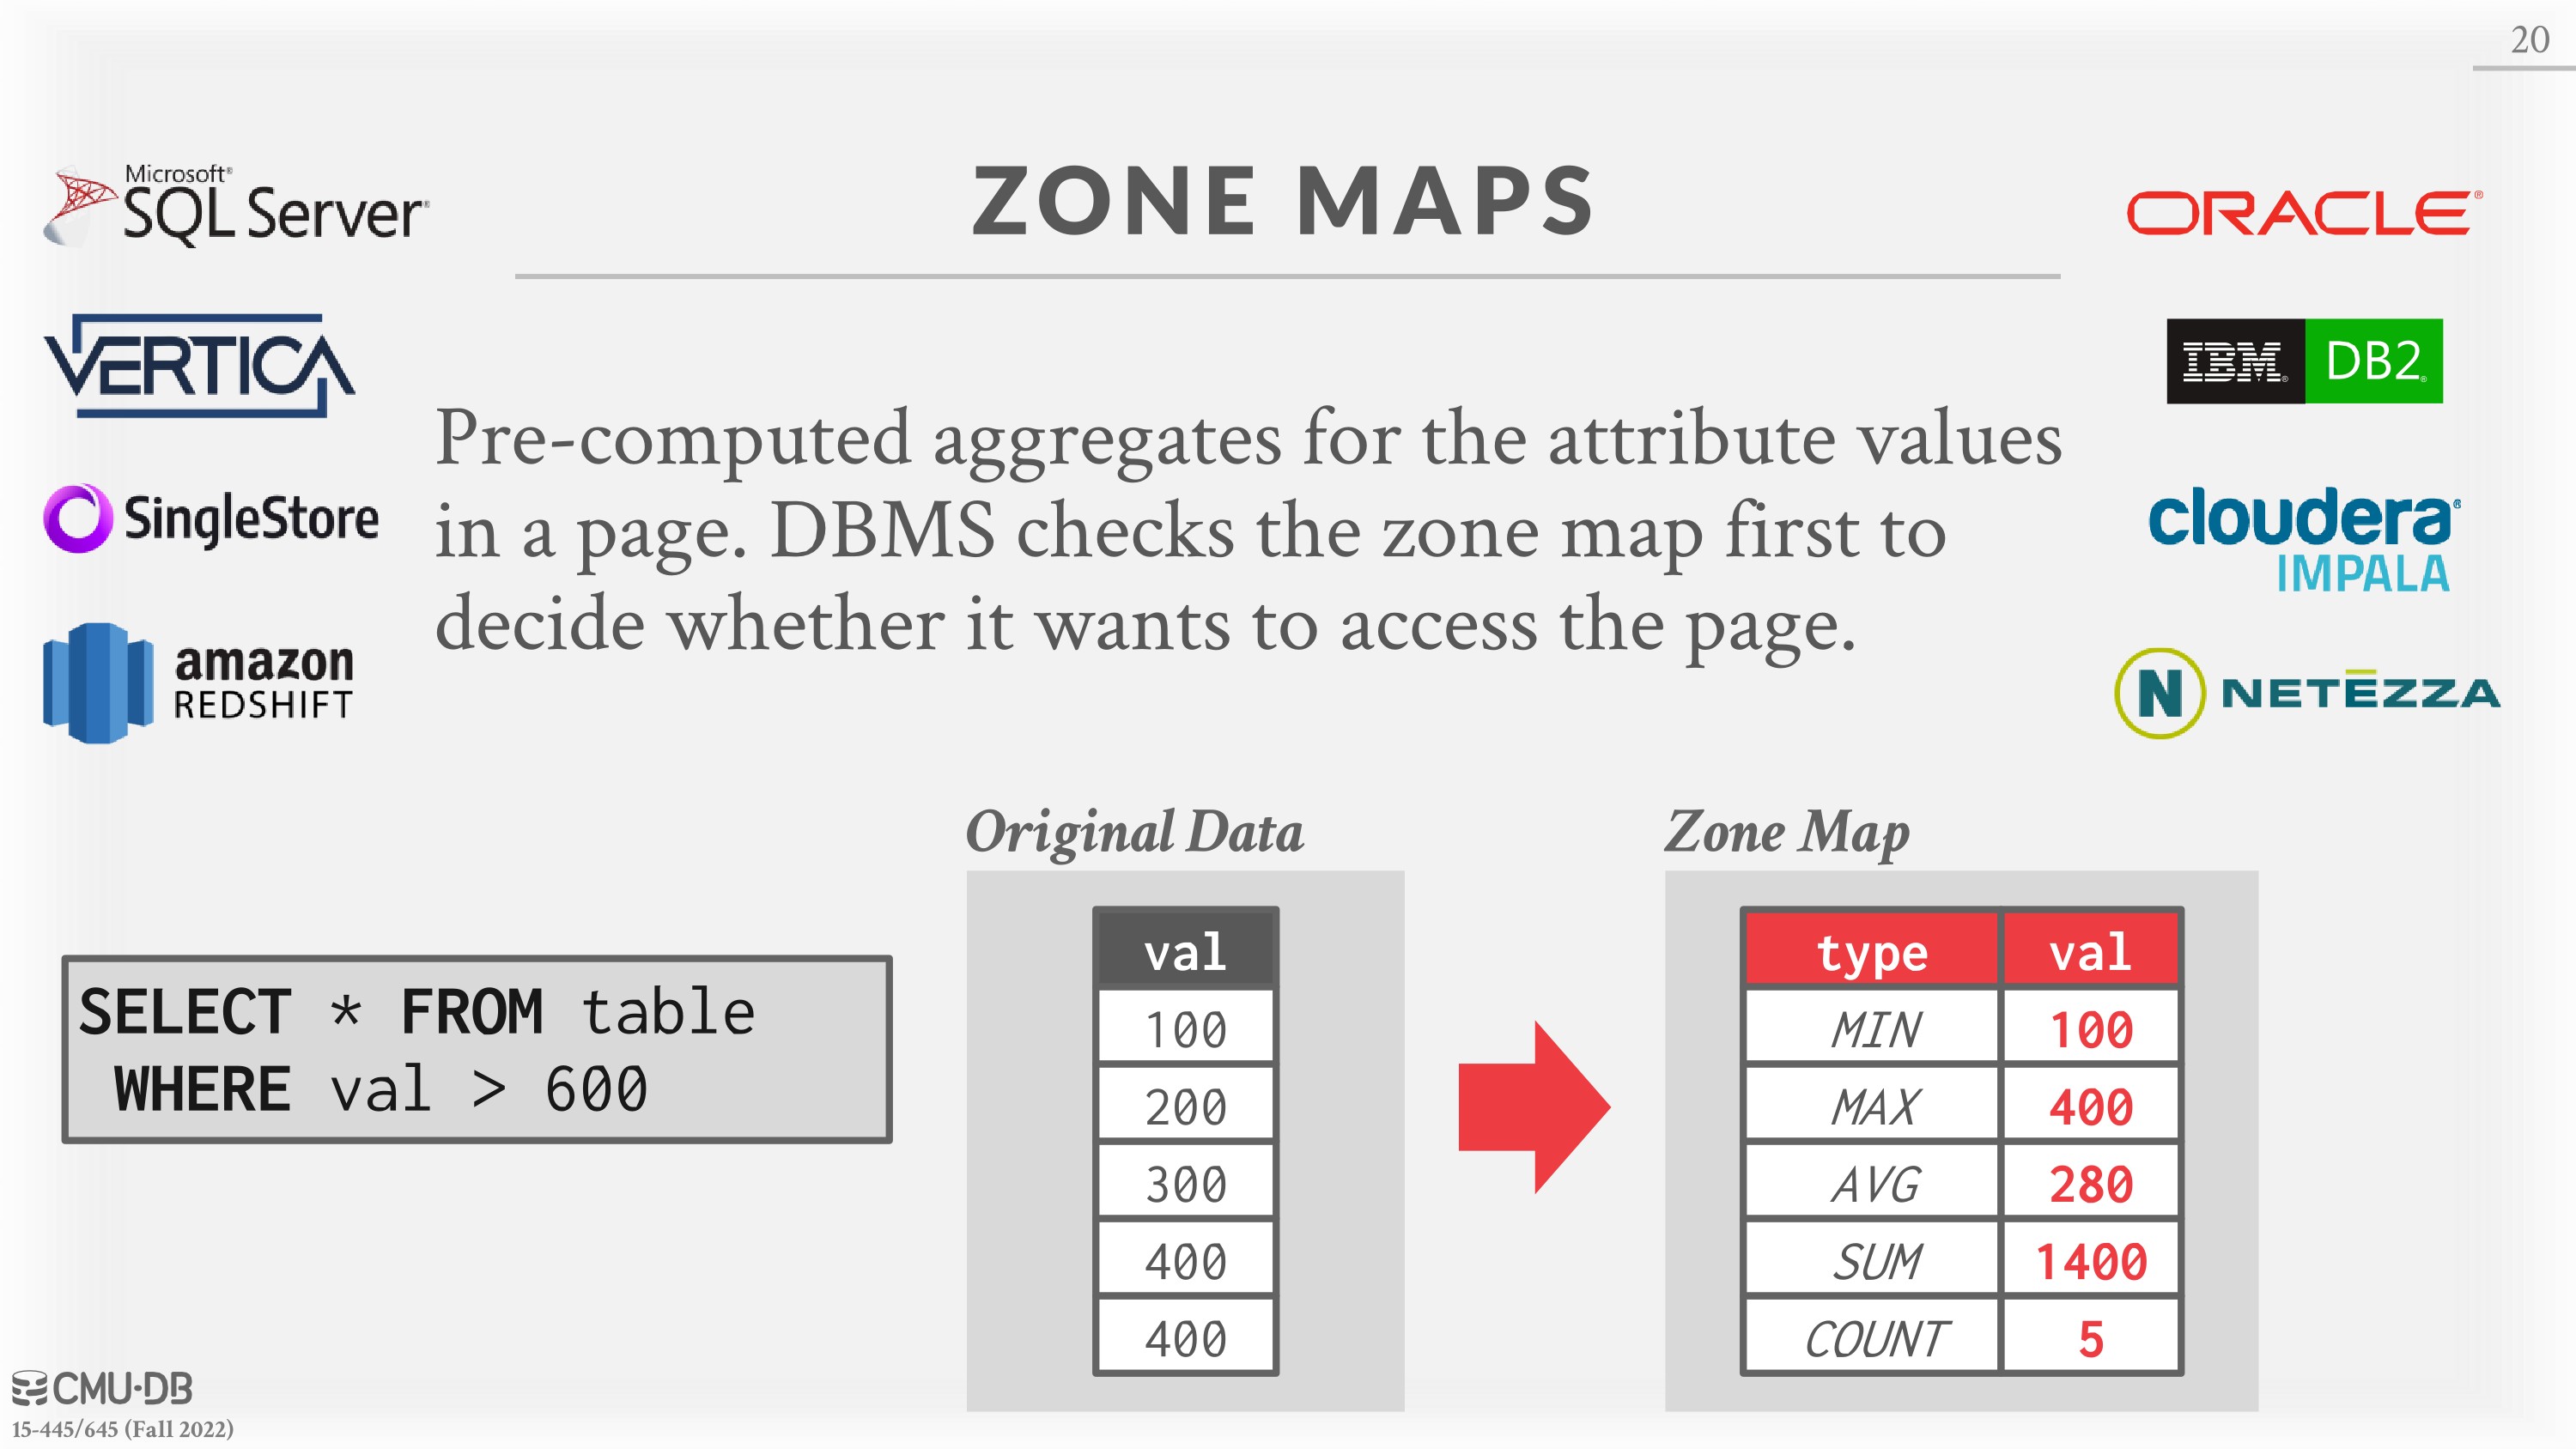 20
ZONE MAPS
Microsoft®
SQL Server®
VERTICA
SingleStore
amazon
REDSHIFT
ORACLE®
IBM® DB2®
cloudera®
IMPALA
N NETĒZZA
Pre-computed aggregates for the attribute values
in a page. DBMS checks the zone map first to
decide whether it wants to access the page.
SELECT * FROM table
WHERE val > 600
Original Data
val
100
200
300
400
400
Zone Map
type val
MIN 100
MAX 400
AVG 280
SUM 1400
COUNT 5
CMU·DB
15-445/645 (Fall 2022)